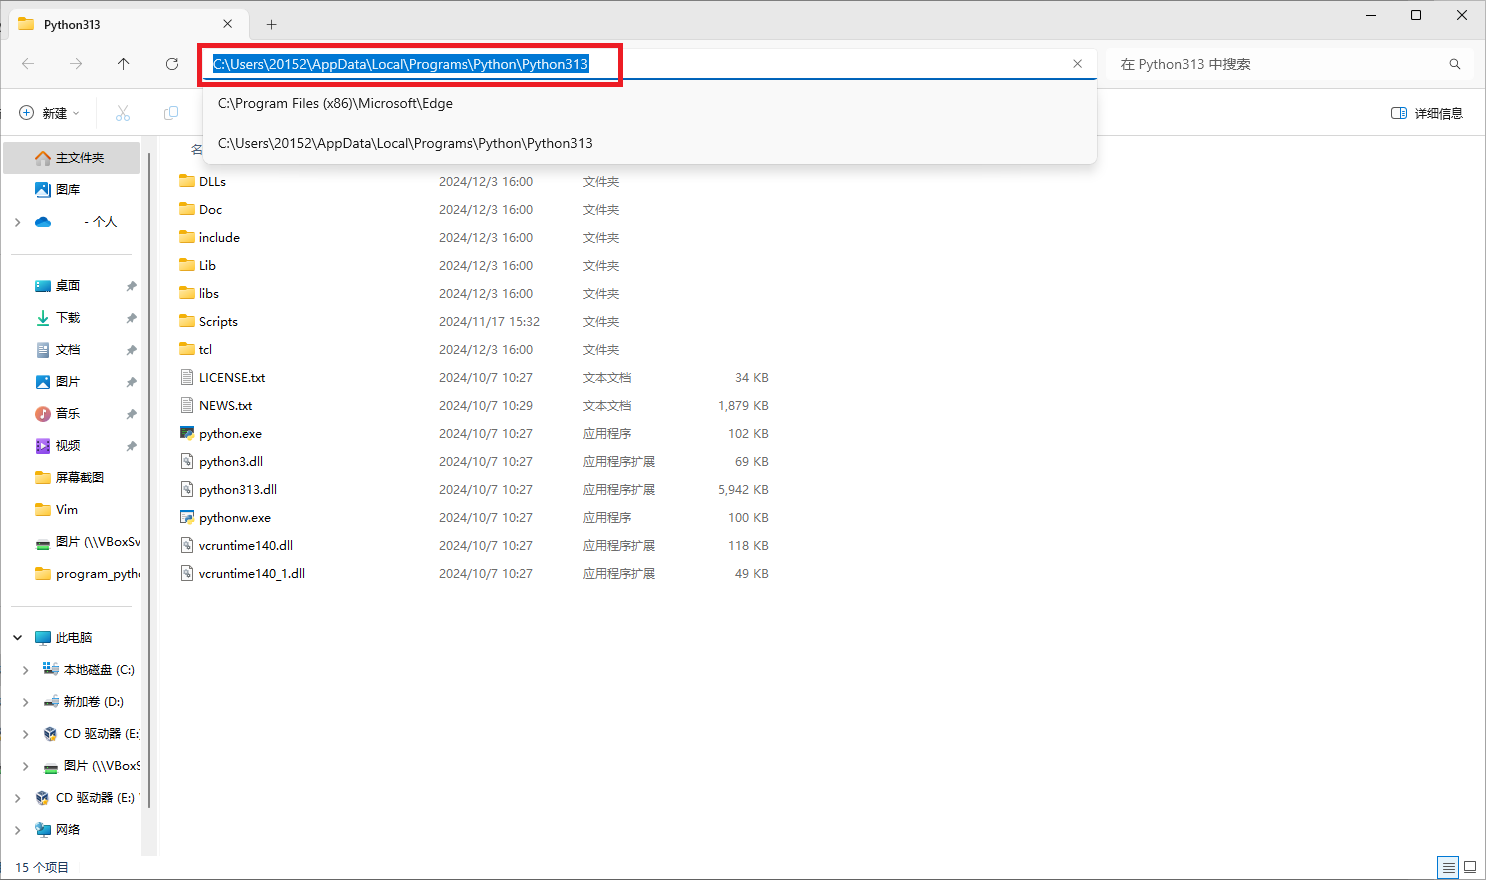 Python313
C:\Users\20152\AppData\Local\Programs\Python\Python313
在 Python313 中搜索
C:\Program Files (x86)\Microsoft\Edge
C:\Users\20152\AppData\Local\Programs\Python\Python313
新建
详细信息
主文件夹
图库
- 个人
桌面
下载
文档
图片
音乐
视频
屏幕截图
Vim
图片 (\\VBoxSv
program_pytho
此电脑
本地磁盘 (C:)
新加卷 (D:)
CD 驱动器 (E:
图片 (\\VBoxS
CD 驱动器 (E:)
网络
名
DLLs 2024/12/3 16:00 文件夹
Doc 2024/12/3 16:00 文件夹
include 2024/12/3 16:00 文件夹
Lib 2024/12/3 16:00 文件夹
libs 2024/12/3 16:00 文件夹
Scripts 2024/11/17 15:32 文件夹
tcl 2024/12/3 16:00 文件夹
LICENSE.txt 2024/10/7 10:27 文本文档 34 KB
NEWS.txt 2024/10/7 10:29 文本文档 1,879 KB
python.exe 2024/10/7 10:27 应用程序 102 KB
python3.dll 2024/10/7 10:27 应用程序扩展 69 KB
python313.dll 2024/10/7 10:27 应用程序扩展 5,942 KB
pythonw.exe 2024/10/7 10:27 应用程序 100 KB
vcruntime140.dll 2024/10/7 10:27 应用程序扩展 118 KB
vcruntime140_1.dll 2024/10/7 10:27 应用程序扩展 49 KB
15 个项目